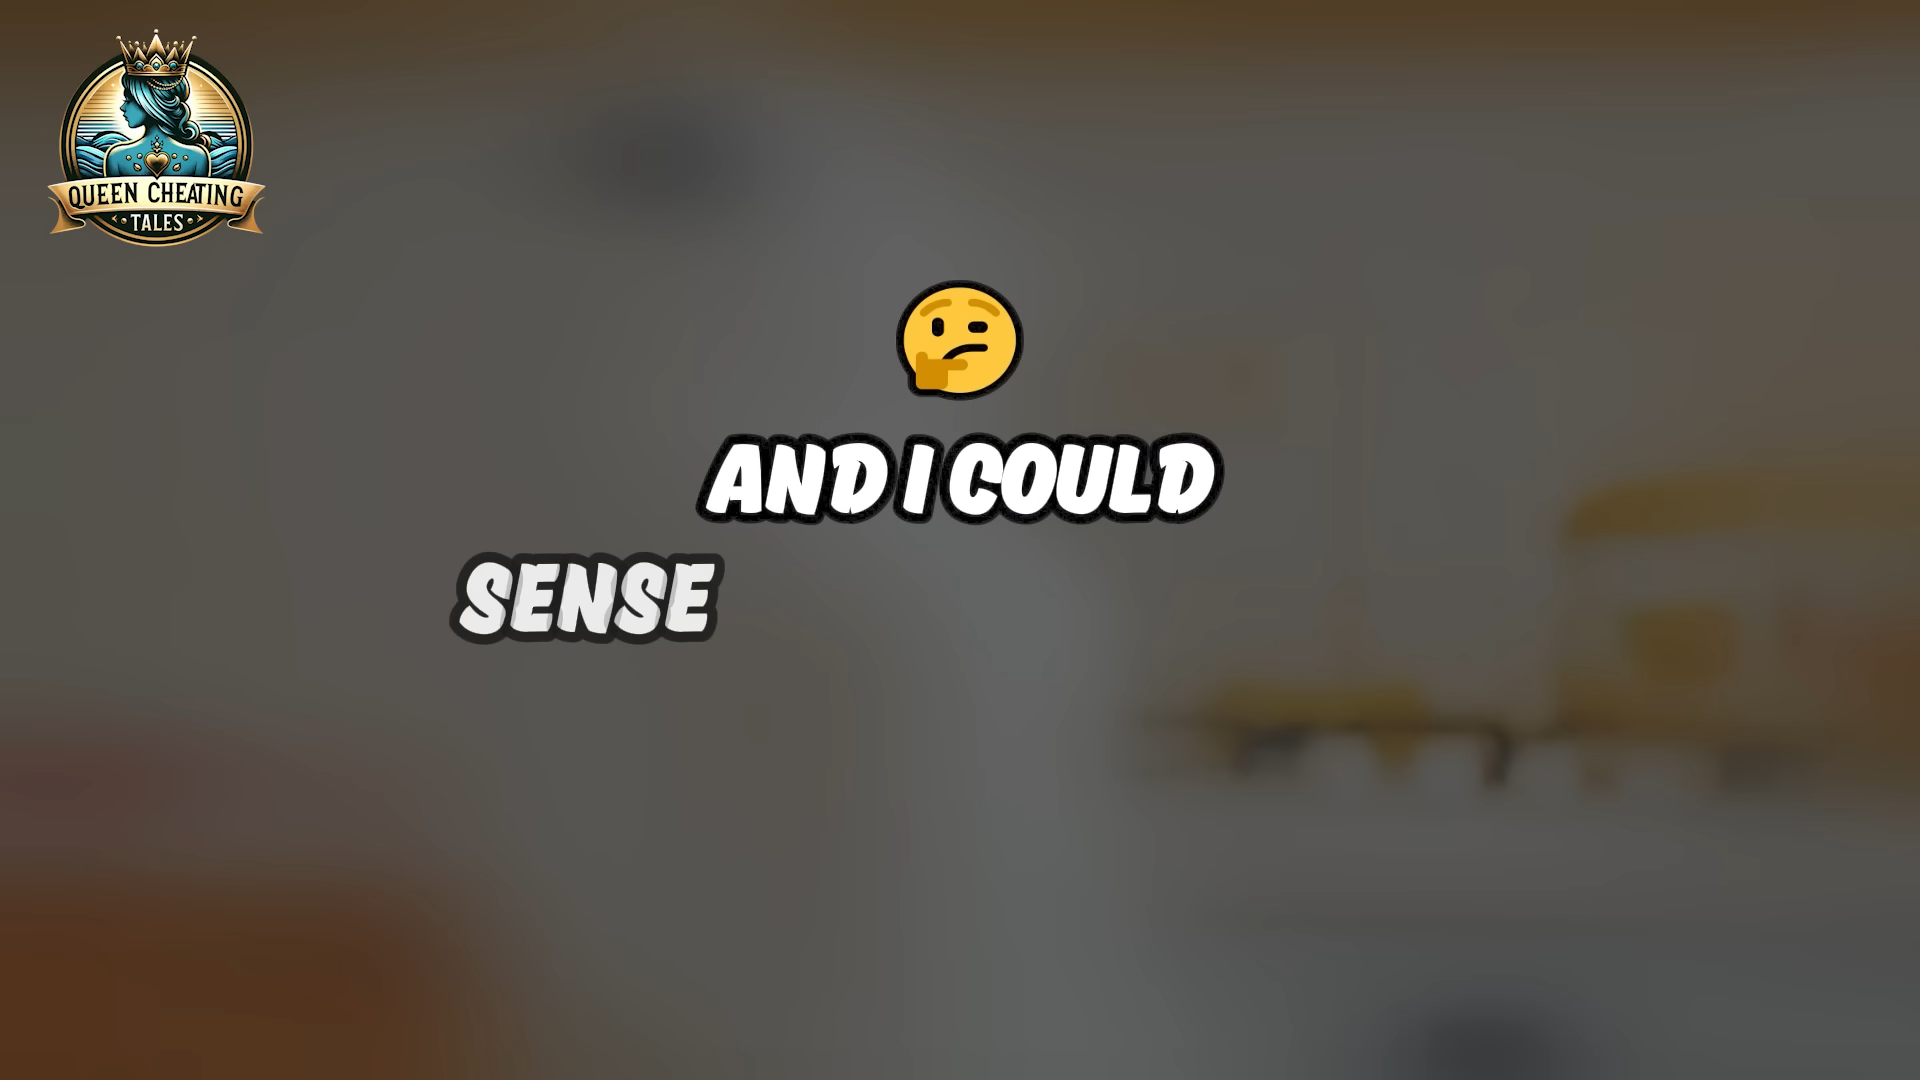 QUEEN CHEATING
TALES
🤔
AND I COULD
SENSE